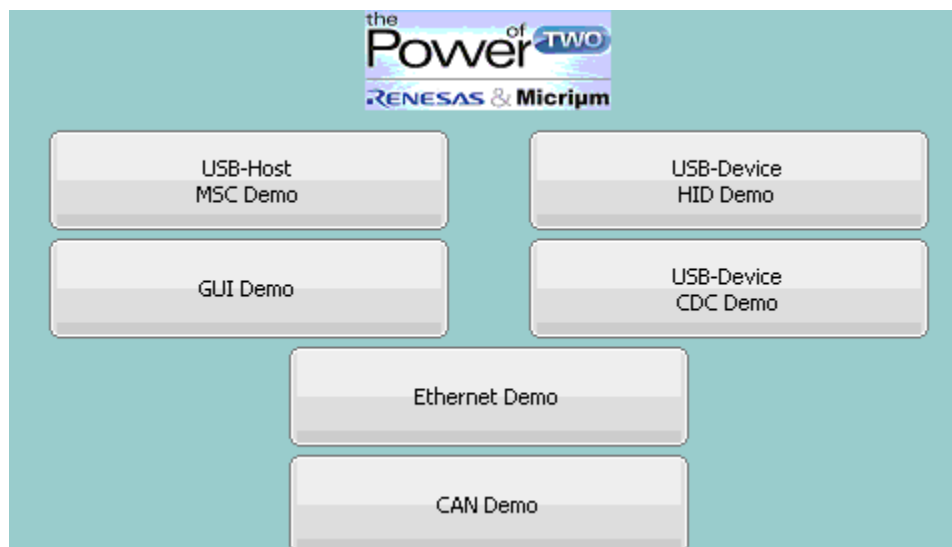 the
Power of TWO
RENESAS & Micriµm
USB-Host
MSC Demo
USB-Device
HID Demo
GUI Demo
USB-Device
CDC Demo
Ethernet Demo
CAN Demo